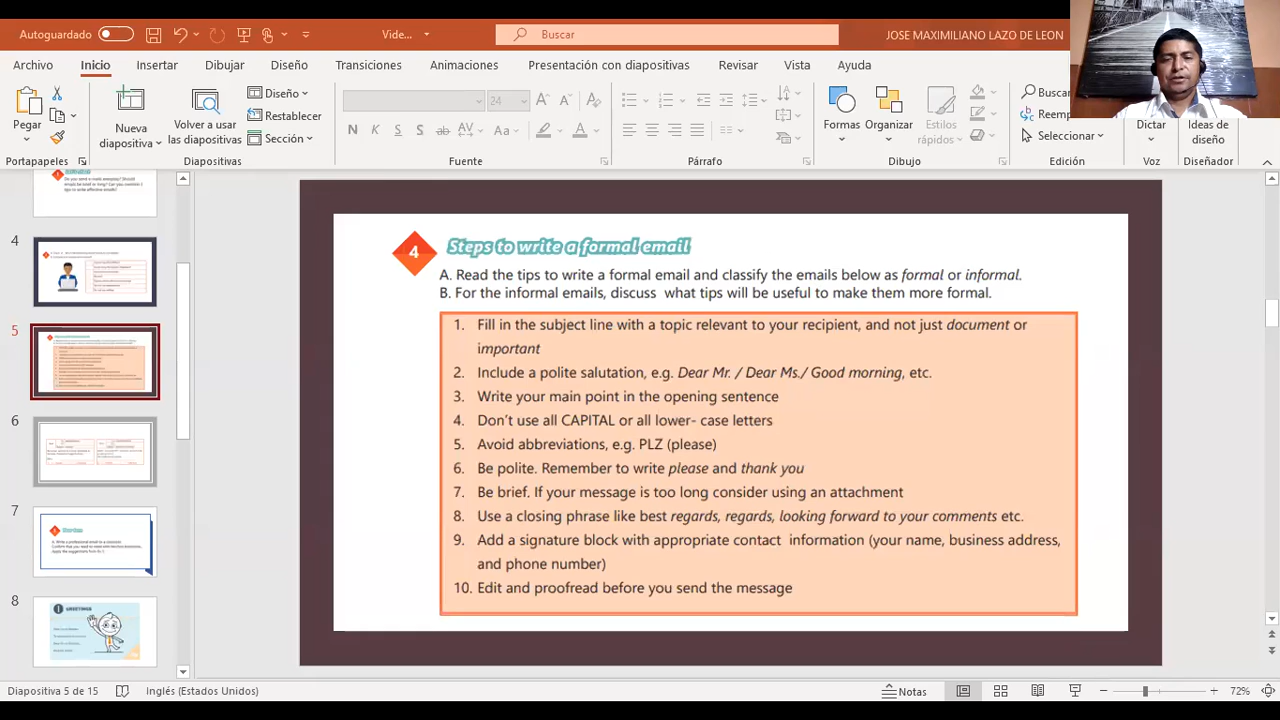 Autoguardado
Vide...
Buscar
JOSE MAXIMILIANO LAZO DE LEON
Archivo Inicio Insertar Dibujar Diseño Transiciones Animaciones Presentación con diapositivas Revisar Vista Ayuda
Pegar
Nueva diapositiva
Volver a usar las diapositivas
Diseño
Restablecer
Sección
24
N K S S ab AV Aa A
Buscar
Reemp
Seleccionar
Formas
Organizar
Estilos rápidos
Dictar
Ideas de diseño
Portapapeles Diapositivas Fuente Párrafo Dibujo Edición Voz Diseñador
4
5
6
7
8
GREETINGS
4
Steps to write a formal email
A. Read the tips to write a formal email and classify the mails below as formal or informal.
B. For the informal emails, discuss what tips will be useful to make them more formal.
1. Fill in the subject line with a topic relevant to your recipient, and not just document or
important
2. Include a polite salutation, e.g. Dear Mr. / Dear Ms./ Good morning, etc.
3. Write your main point in the opening sentence
4. Don't use all CAPITAL or all lower- case letters
5. Avoid abbreviations, e.g. PLZ (please)
6. Be polite. Remember to write please and thank you
7. Be brief. If your message is too long consider using an attachment
8. Use a closing phrase like best regards, regards, looking forward to your comments etc.
9. Add a signature block with appropriate contact information (your name, business address,
and phone number)
10. Edit and proofread before you send the message
Diapositiva 5 de 15
Inglés (Estados Unidos)
Notas
72%